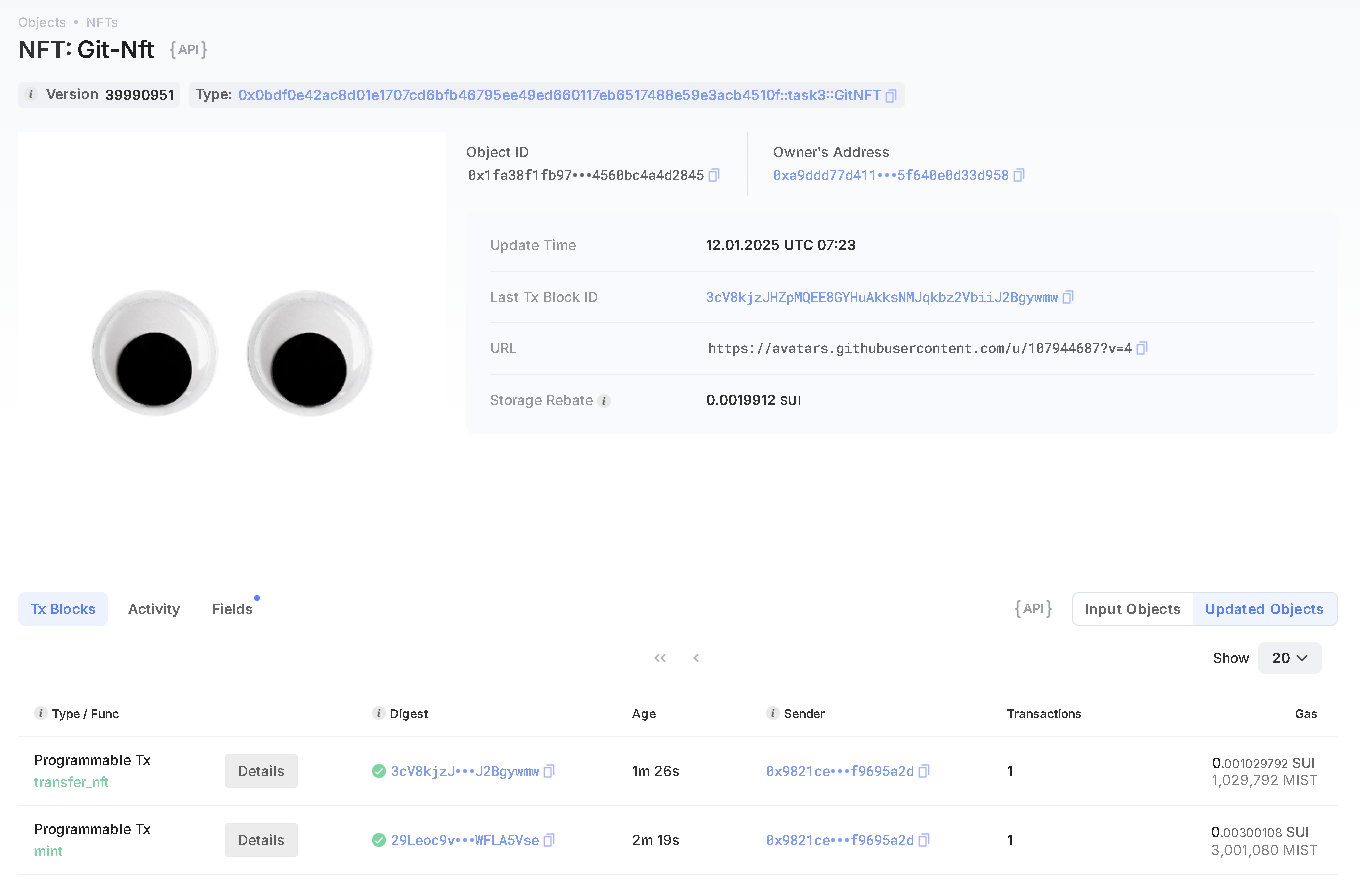 Objects • NFTs
NFT: Git-Nft {API}
i Version 39990951 Type: 0x0bdf0e42ac8d01e1707cd6bfb46795ee49ed660117eb6517488e59e3acb4510f::task3::GitNFT
Object ID
0x1fa38f1fb97•••4560bc4a4d2845
Owner's Address
0xa9ddd77d411•••5f640e0d33d958
Update Time 12.01.2025 UTC 07:23
Last Tx Block ID 3cV8kjzJHZpMQEE8GYHuAkksNMJqkbz2VbiiJ2Bgywmw
URL https://avatars.githubusercontent.com/u/107944687?v=4
Storage Rebate i 0.0019912 SUI
Tx Blocks Activity Fields {API} Input Objects Updated Objects
Show 20
i Type / Func i Digest Age i Sender Transactions Gas
Programmable Tx
transfer_nft
Details 3cV8kjzJ•••J2Bgywmw 1m 26s 0x9821ce•••f9695a2d 1
0.001029792 SUI
1,029,792 MIST
Programmable Tx
mint
Details 29Leoc9v•••WFLA5Vse 2m 19s 0x9821ce•••f9695a2d 1
0.00300108 SUI
3,001,080 MIST